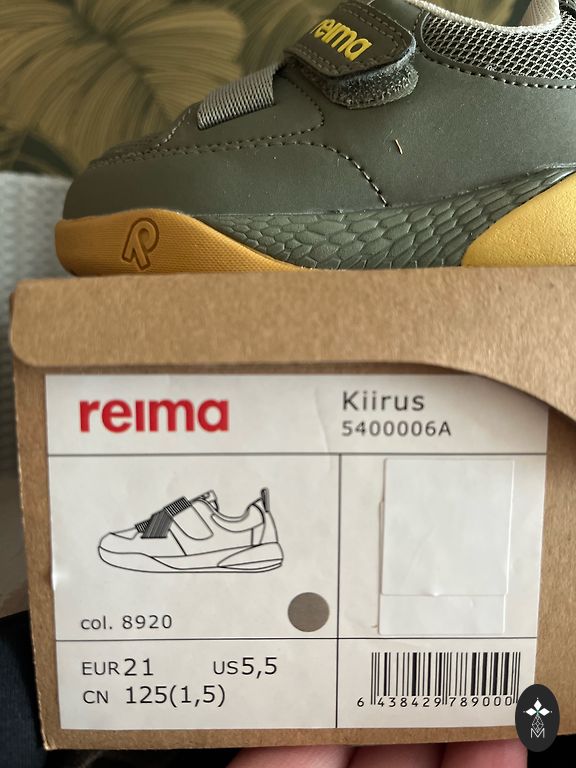 reima
reima
Kiirus
5400006A
col. 8920
EUR 21 US 5,5
CN 125(1,5)
6 438429 789000
M